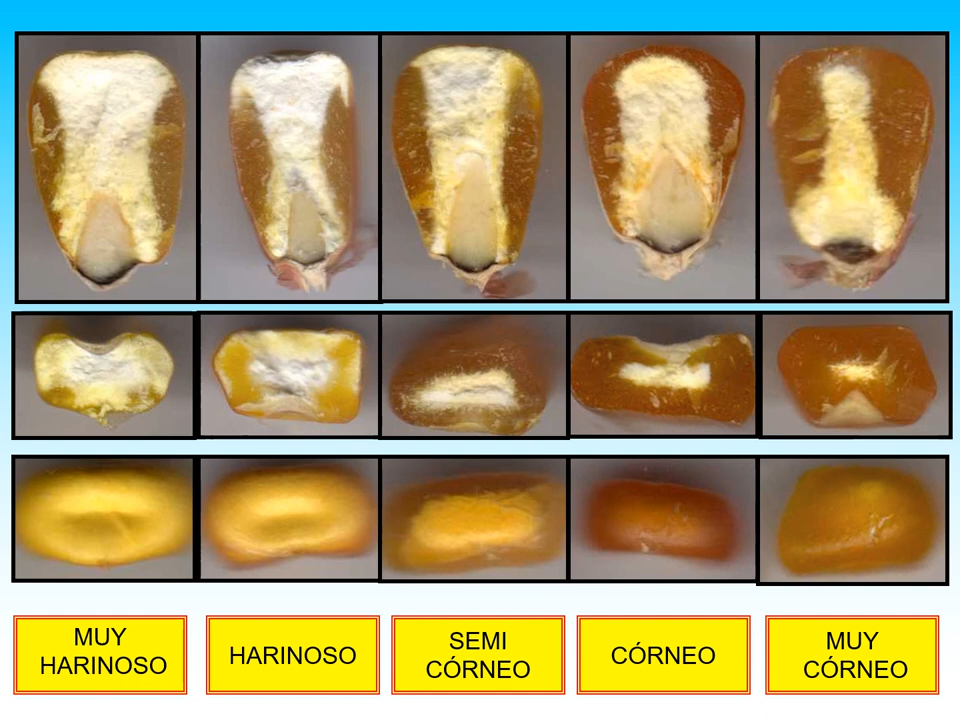 MUY
HARINOSO
HARINOSO
SEMI
CÓRNEO
CÓRNEO
MUY
CÓRNEO